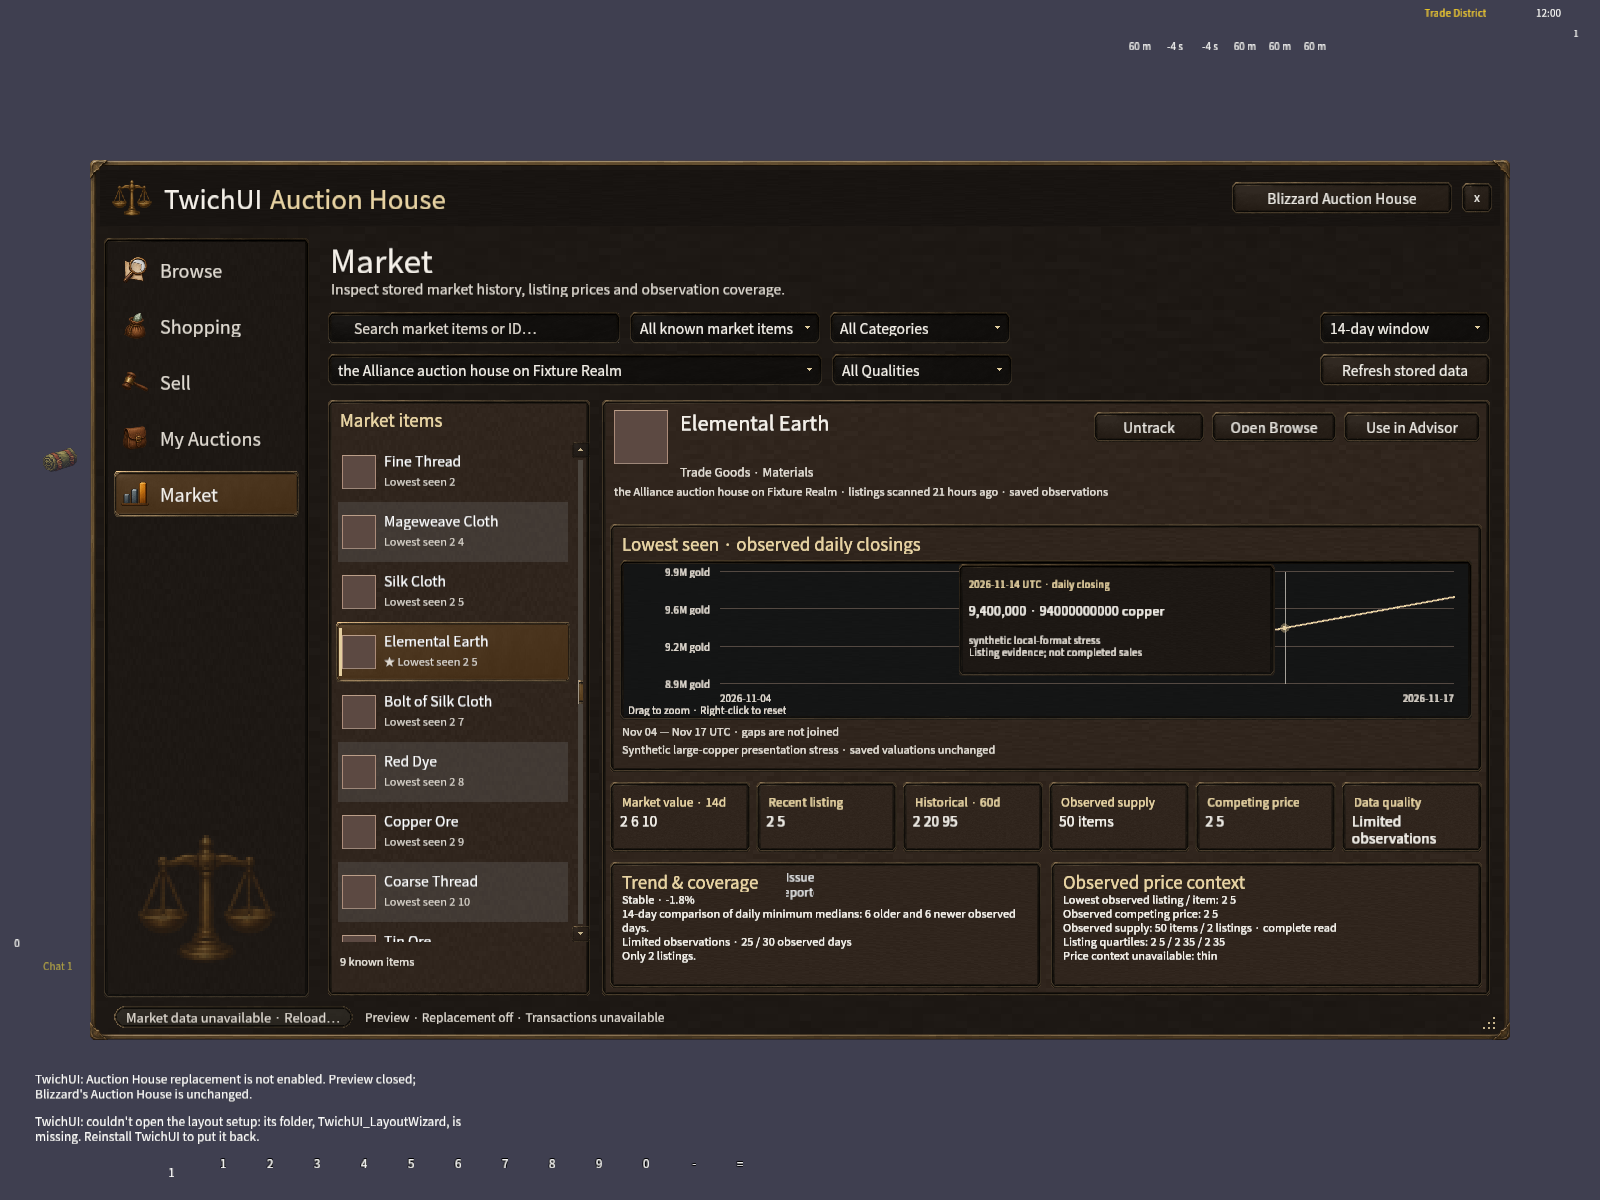 Trade District
12:00
1
60 m -4 s -4 s 60 m 60 m 60 m
TwichUI Auction House
Blizzard Auction House
x
Browse
Shopping
Sell
My Auctions
Market
Market
Inspect stored market history, listing prices and observation coverage.
Search market items or ID...
All known market items
All Categories
14-day window
the Alliance auction house on Fixture Realm
All Qualities
Refresh stored data
Market items
Fine Thread
Lowest seen 2
Mageweave Cloth
Lowest seen 2 4
Silk Cloth
Lowest seen 2 5
Elemental Earth
★ Lowest seen 2 5
Bolt of Silk Cloth
Lowest seen 2 7
Red Dye
Lowest seen 2 8
Copper Ore
Lowest seen 2 9
Coarse Thread
Lowest seen 2 10
Tin Ore
9 known items
Elemental Earth
Untrack
Open Browse
Use in Advisor
Trade Goods · Materials
the Alliance auction house on Fixture Realm · listings scanned 21 hours ago · saved observations
Lowest seen · observed daily closings
9.9M gold
9.6M gold
9.2M gold
8.9M gold
2026-11-14 UTC · daily closing
9,400,000 · 94000000000 copper
synthetic local-format stress
Listing evidence; not completed sales
2026-11-04
2026-11-17
Drag to zoom · Right-click to reset
Nov 04 — Nov 17 UTC · gaps are not joined
Synthetic large-copper presentation stress · saved valuations unchanged
Market value · 14d
2 6 10
Recent listing
2 5
Historical · 60d
2 20 95
Observed supply
50 items
Competing price
2 5
Data quality
Limited
observations
Trend & coverage
Issue
eport
Stable · -1.8%
14-day comparison of daily minimum medians: 6 older and 6 newer observed
days.
Limited observations · 25 / 30 observed days
Only 2 listings.
Observed price context
Lowest observed listing / item: 2 5
Observed competing price: 2 5
Observed supply: 50 items / 2 listings · complete read
Listing quartiles: 2 5 / 2 35 / 2 35
Price context unavailable: thin
0
Chat 1
Market data unavailable · Reload...
Preview · Replacement off · Transactions unavailable
TwichUI: Auction House replacement is not enabled. Preview closed;
Blizzard's Auction House is unchanged.
TwichUI: couldn't open the layout setup: its folder, TwichUI_LayoutWizard, is
missing. Reinstall TwichUI to put it back.
1 1 2 3 4 5 6 7 8 9 0 - =